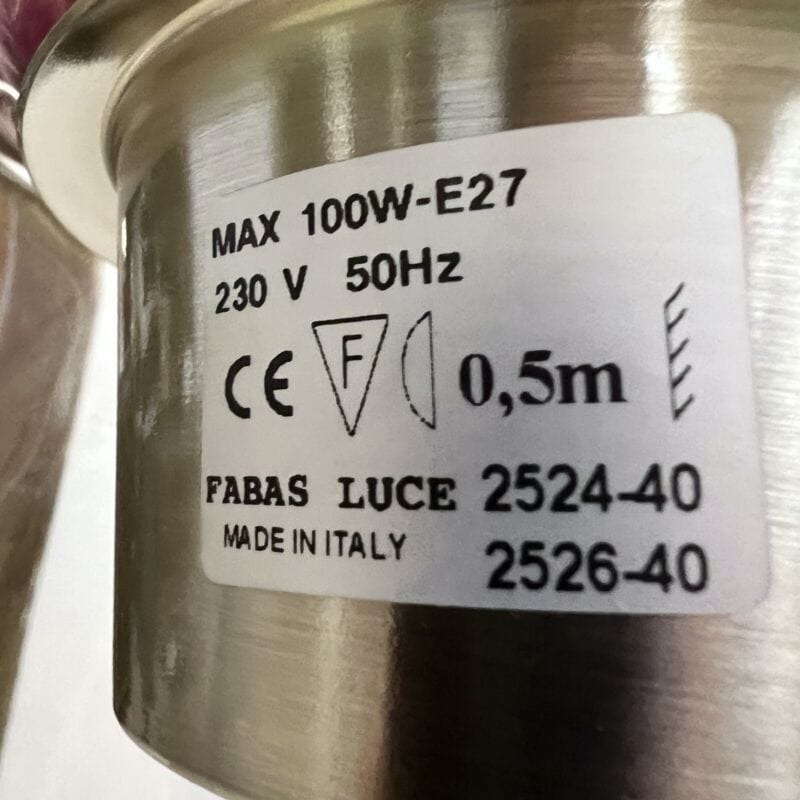 MAX 100W-E27
230 V 50Hz
CE F 0,5m
FABAS LUCE 2524-40
MADE IN ITALY 2526-40